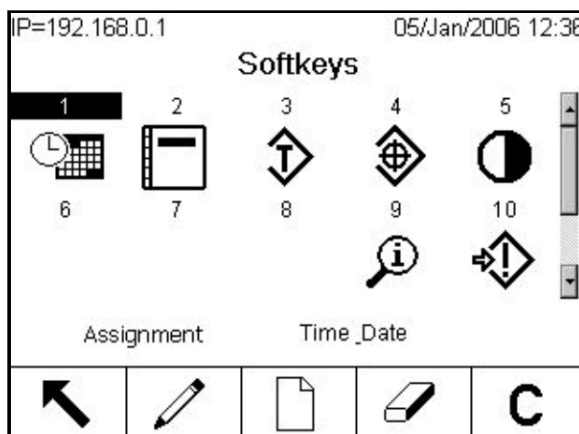 IP=192.168.0.1 05/Jan/2006 12:36
Softkeys
1 2 3 4 5
T
6 7 8 9 10
i !
Assignment Time_Date
C